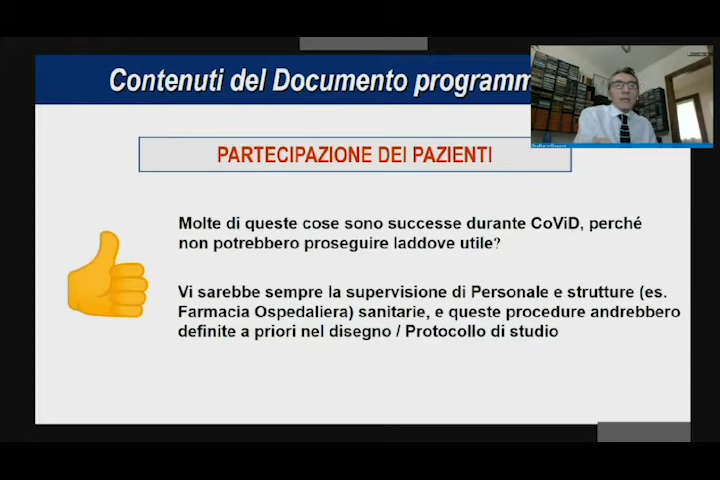 Contenuti del Documento programm
PARTECIPAZIONE DEI PAZIENTI
Molte di queste cose sono successe durante CoViD, perché
non potrebbero proseguire laddove utile?
Vi sarebbe sempre la supervisione di Personale e strutture (es.
Farmacia Ospedaliera) sanitarie, e queste procedure andrebbero
definite a priori nel disegno / Protocollo di studio